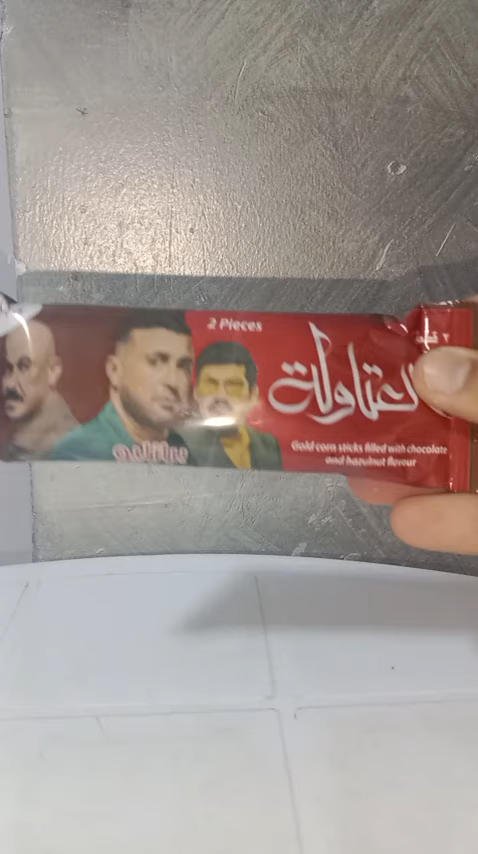 2 Pieces
العتاولة
Gold corn sticks filled with chocolate
and hazelnut flavour